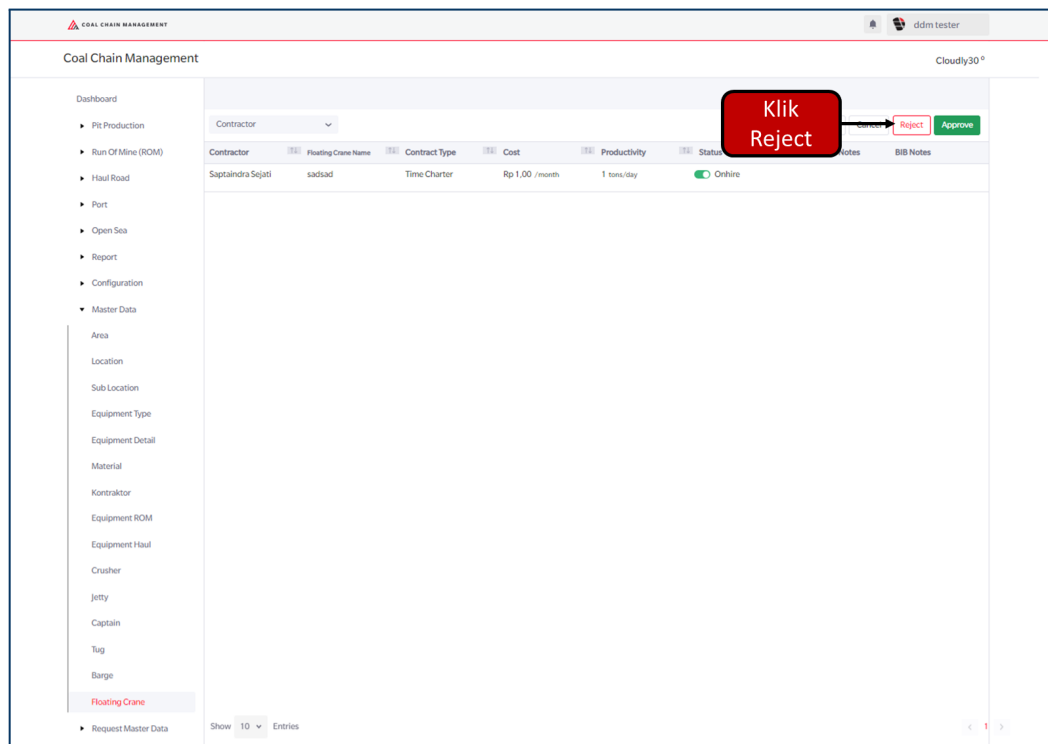 COAL CHAIN MANAGEMENT
ddm tester
Coal Chain Management
Cloudly30 °
Dashboard
Pit Production
Run Of Mine (ROM)
Haul Road
Port
Open Sea
Report
Configuration
Master Data
Area
Location
Sub Location
Equipment Type
Equipment Detail
Material
Kontraktor
Equipment ROM
Equipment Haul
Crusher
Jetty
Captain
Tug
Barge
Floating Crane
Request Master Data
Klik
Reject
Contractor
Cancel Reject Approve
Contractor Floating Crane Name Contract Type Cost Productivity Status Notes BIB Notes
Saptaindra Sejati sadsad Time Charter Rp 1,00 /month 1 tons/day Onhire
Show 10 Entries
< 1 >